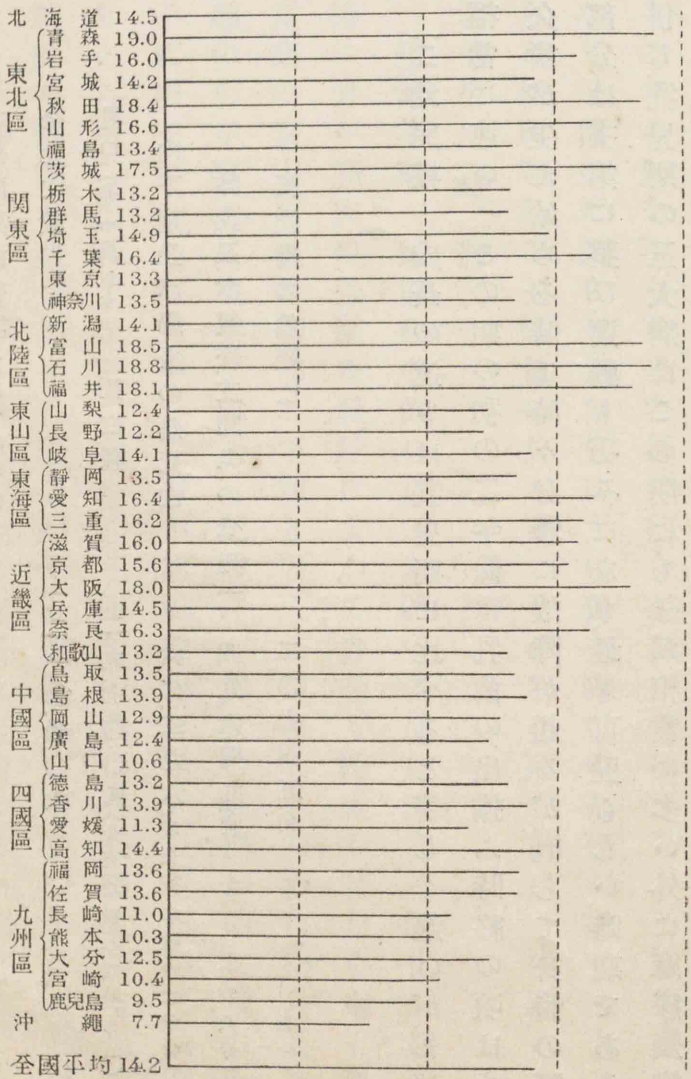 北海道 14.5
東北區
青森 19.0
岩手 16.0
宮城 14.2
秋田 18.4
山形 16.6
福島 13.4
関東區
茨城 17.5
栃木 13.2
群馬 13.2
埼玉 14.9
千葉 16.4
東京 13.3
神奈川 13.5
北陸區
新潟 14.1
富山 18.5
石川 18.8
福井 18.1
東山區
山梨 12.4
長野 12.2
岐阜 14.1
東海區
靜岡 13.5
愛知 16.4
三重 16.2
近畿區
滋賀 16.0
京都 15.6
大阪 18.0
兵庫 14.5
奈良 16.3
和歌山 13.2
中國區
鳥取 13.5
島根 13.9
岡山 12.9
廣島 12.4
山口 10.6
四國區
德島 13.2
香川 13.9
愛媛 11.3
高知 14.4
九州區
福岡 13.6
佐賀 13.6
長崎 11.0
熊本 10.3
大分 12.5
宮崎 10.4
鹿兒島 9.5
沖繩 7.7
全國平均 14.2